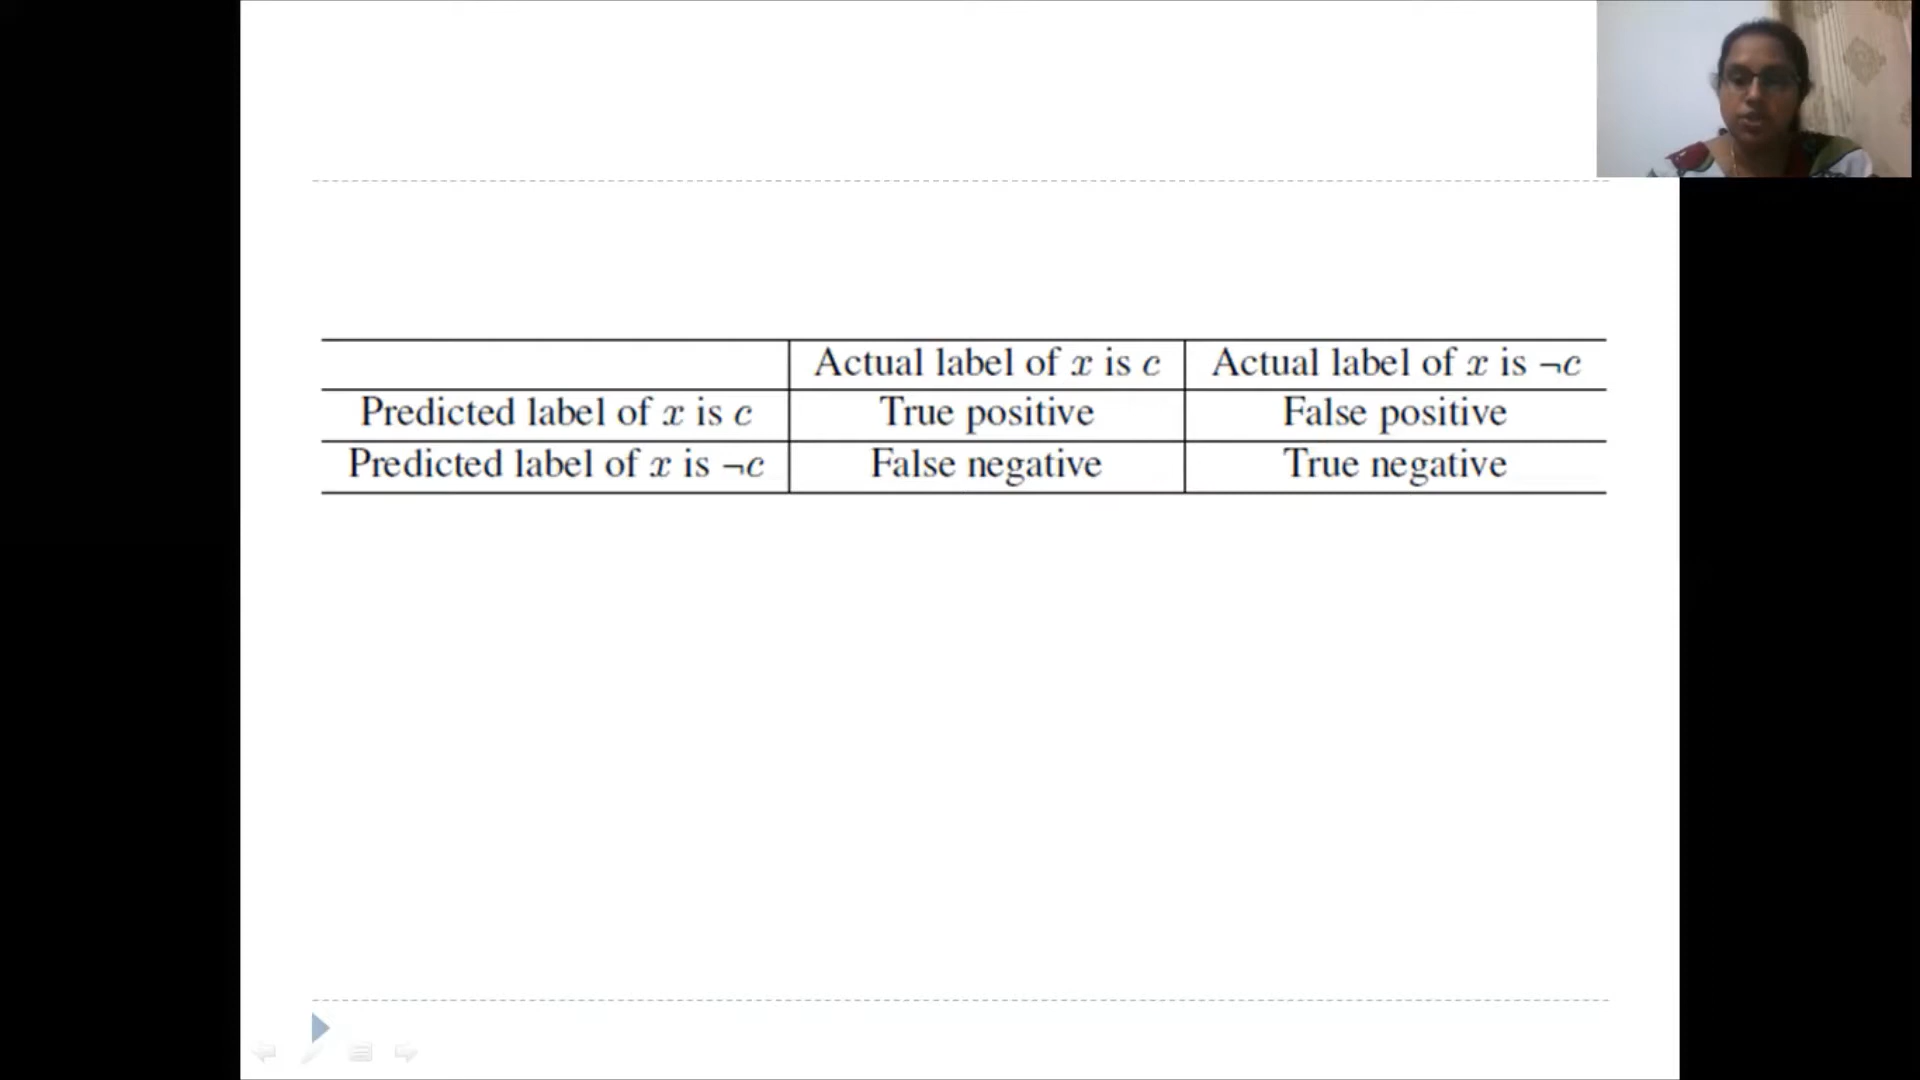 Actual label of x is c Actual label of x is ¬c
Predicted label of x is c True positive False positive
Predicted label of x is ¬c False negative True negative